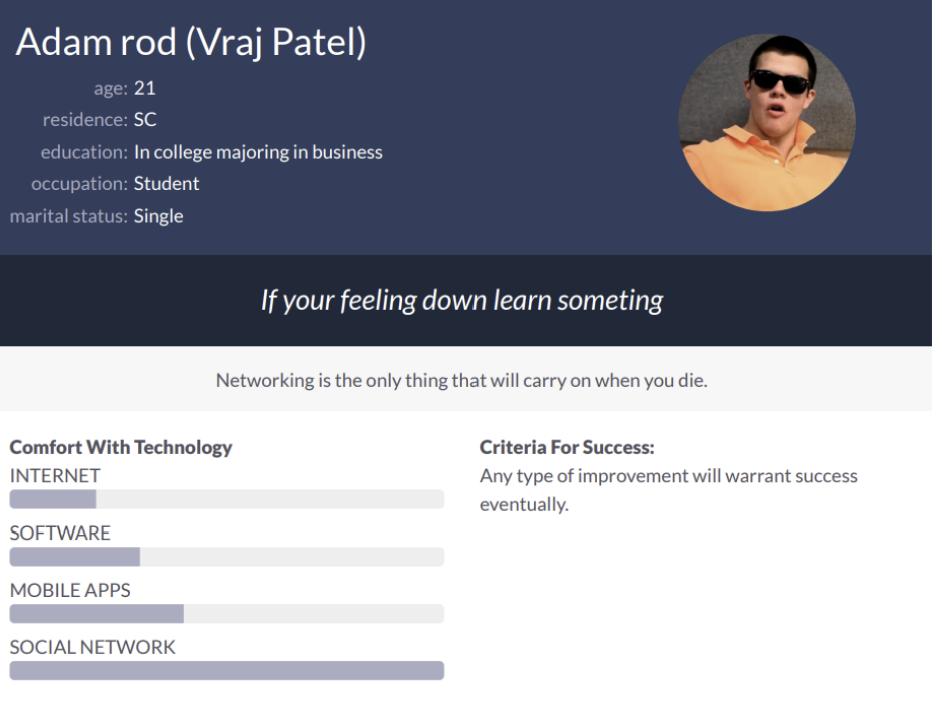 Adam rod (Vraj Patel)
age: 21
residence: SC
education: In college majoring in business
occupation: Student
marital status: Single
If your feeling down learn someting
Networking is the only thing that will carry on when you die.
Comfort With Technology
INTERNET
SOFTWARE
MOBILE APPS
SOCIAL NETWORK
Criteria For Success:
Any type of improvement will warrant success
eventually.